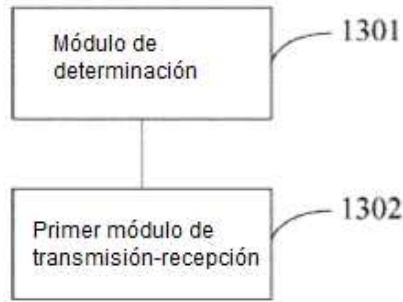 Módulo de
determinación
1301
Primer módulo de
transmisión-recepción
1302